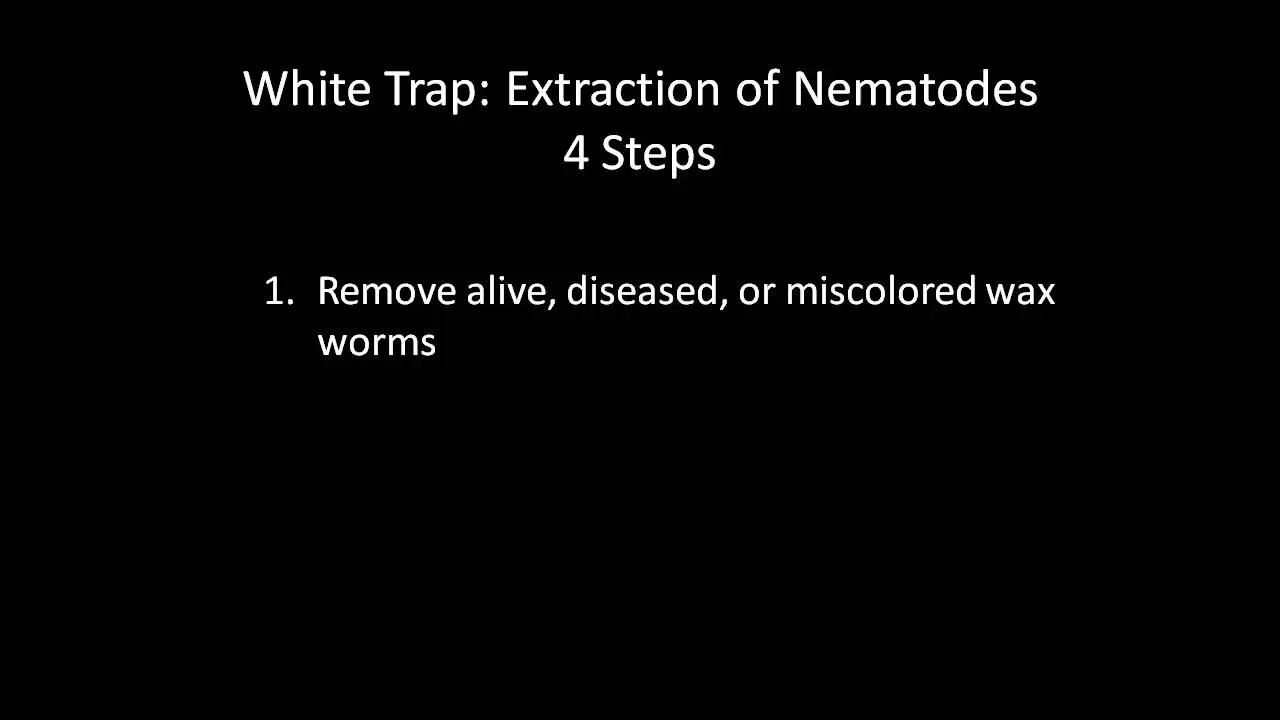 White Trap: Extraction of Nematodes
4 Steps
1. Remove alive, diseased, or miscolored wax
worms